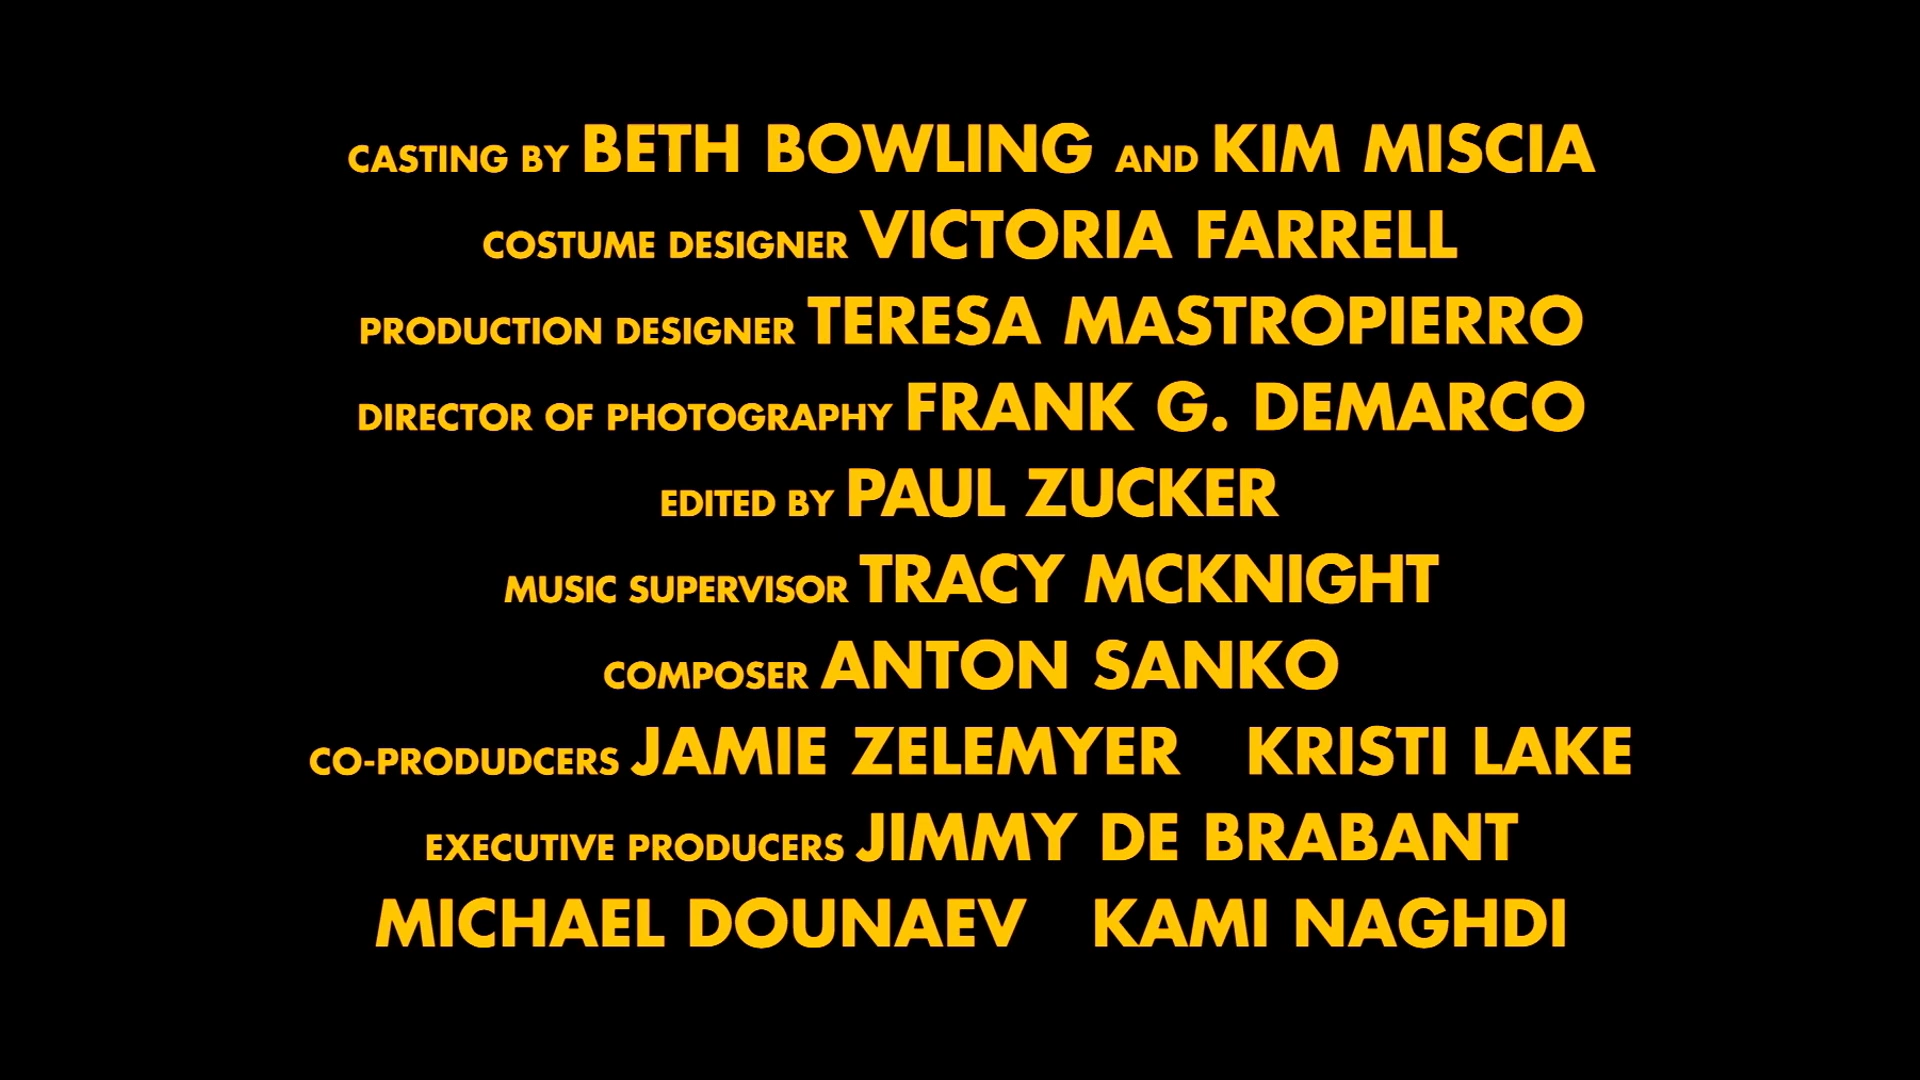 CASTING BY BETH BOWLING AND KIM MISCIA
COSTUME DESIGNER VICTORIA FARRELL
PRODUCTION DESIGNER TERESA MASTROPIERRO
DIRECTOR OF PHOTOGRAPHY FRANK G. DEMARCO
EDITED BY PAUL ZUCKER
MUSIC SUPERVISOR TRACY MCKNIGHT
COMPOSER ANTON SANKO
CO-PRODUDCERS JAMIE ZELEMYER KRISTI LAKE
EXECUTIVE PRODUCERS JIMMY DE BRABANT
MICHAEL DOUNAEV KAMI NAGHDI